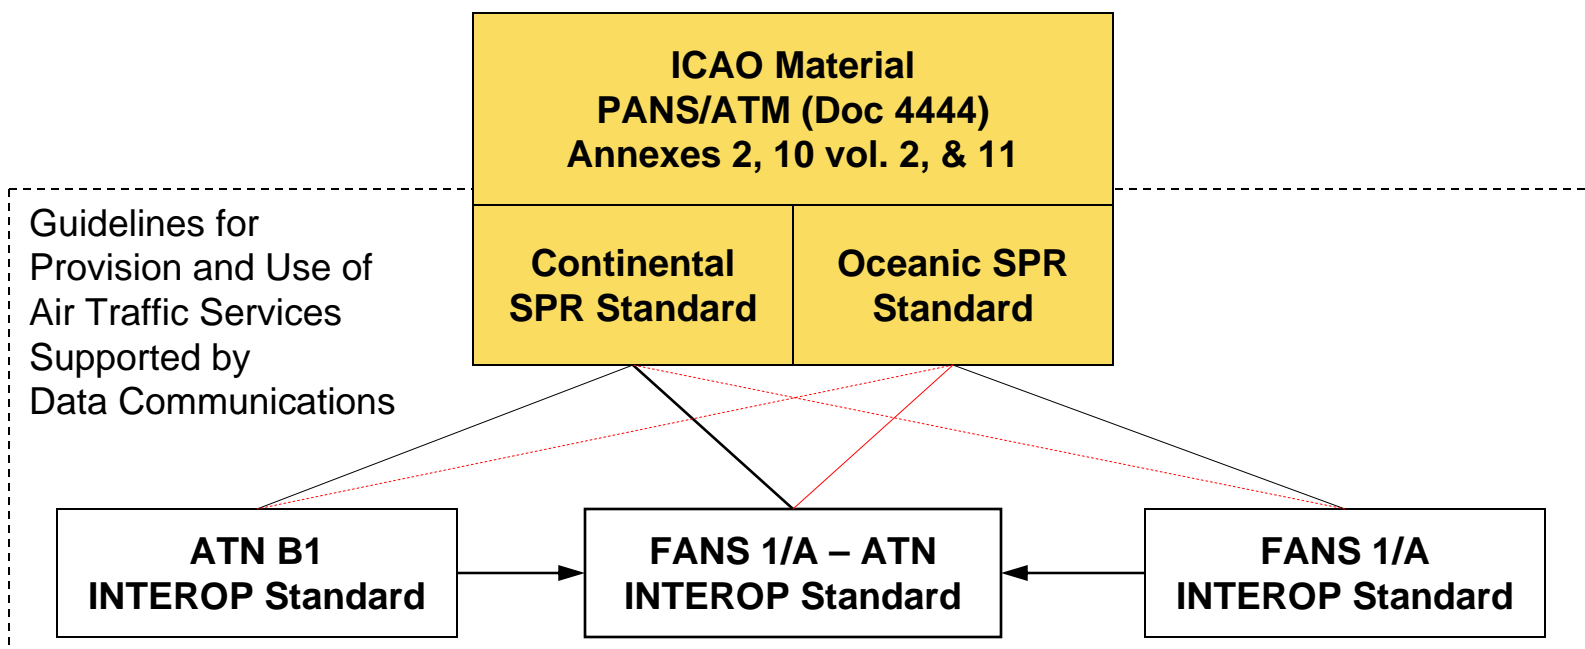 ICAO Material
PANS/ATM (Doc 4444)
Annexes 2, 10 vol. 2, & 11
Guidelines for
Provision and Use of
Air Traffic Services
Supported by
Data Communications
Continental
SPR Standard
Oceanic SPR
Standard
ATN B1
INTEROP Standard
FANS 1/A – ATN
INTEROP Standard
FANS 1/A
INTEROP Standard